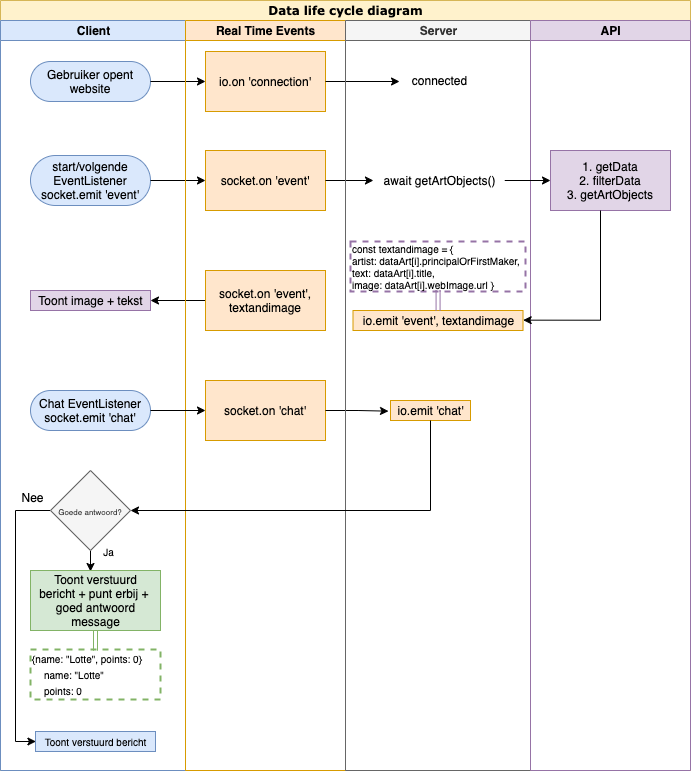 Data life cycle diagram
Client
Real Time Events
Server
API
Gebruiker opent
website
io.on 'connection'
connected
start/volgende
EventListener
socket.emit 'event'
socket.on 'event'
await getArtObjects()
1. getData
2. filterData
3. getArtObjects
const textandimage = {
artist: dataArt[i].principalOrFirstMaker,
text: dataArt[i].title,
image: dataArt[i].webImage.url }
Toont image + tekst
socket.on 'event',
textandimage
io.emit 'event', textandimage
Chat EventListener
socket.emit 'chat'
socket.on 'chat'
io.emit 'chat'
Nee
Goede antwoord?
Ja
Toont verstuurd
bericht + punt erbij +
goed antwoord
message
{name: "Lotte", points: 0}
name: "Lotte"
points: 0
Toont verstuurd bericht